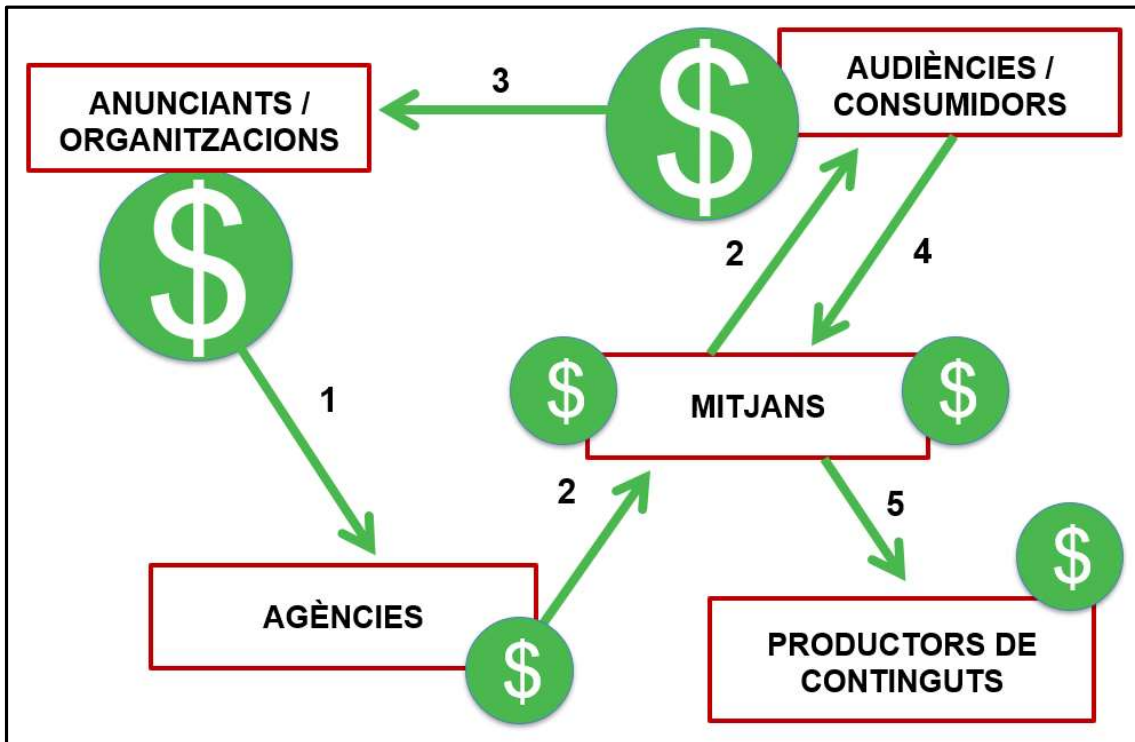 ANUNCIANTS /
ORGANITZACIONS
3
$
AUDIÈNCIES /
CONSUMIDORS
$
1
2
4
$
MITJANS
$
2
5
AGÈNCIES
$
$
PRODUCTORS DE
CONTINGUTS